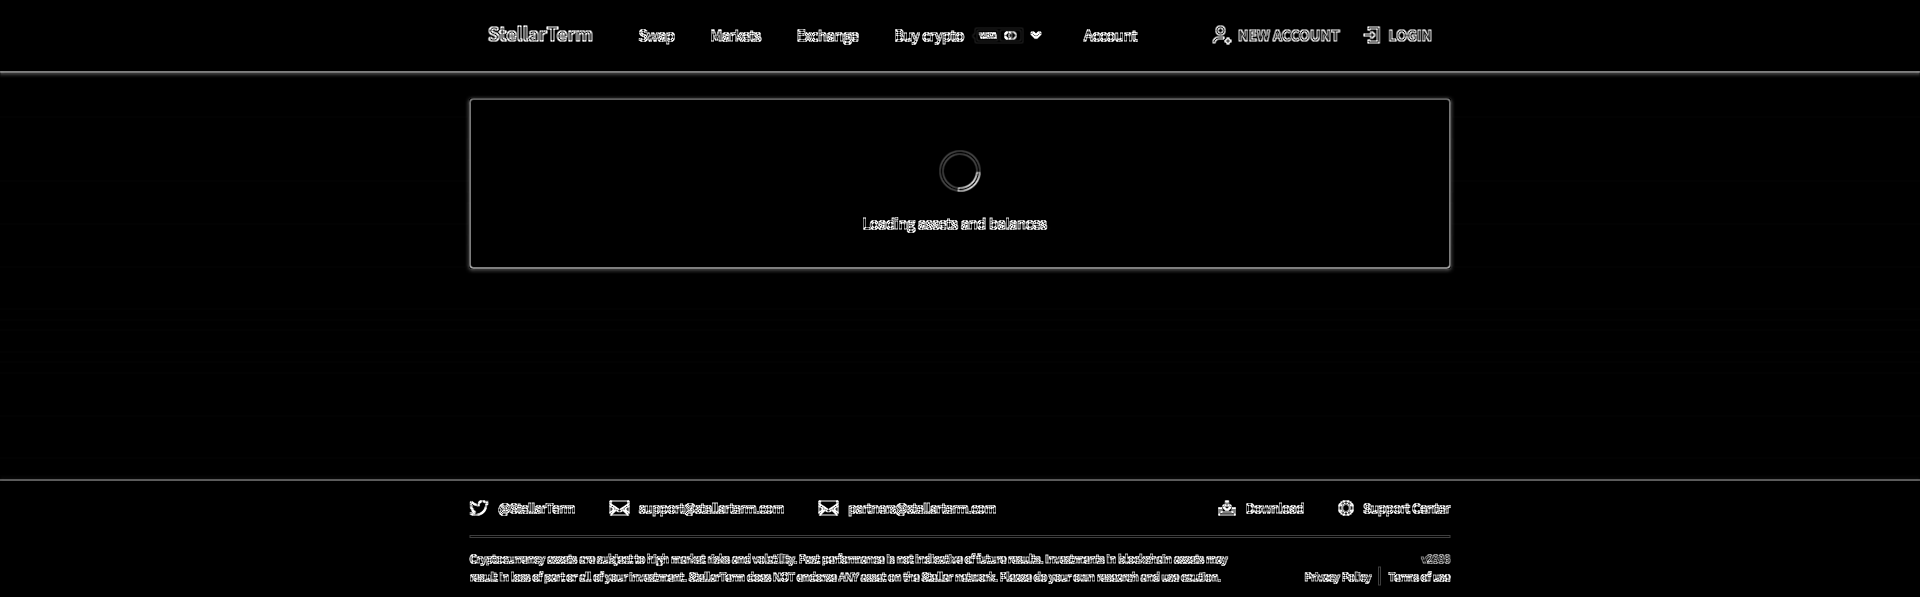 StellarTerm Swap Markets Exchange Buy crypto VISA Account NEW ACCOUNT LOGIN
Loading assets and balances
@StellarTerm support@stellarterm.com partners@stellarterm.com Download Support Center
Cryptocurrency assets are subject to high market risks and volatility. Past performance is not indicative of future results. Investments in blockchain assets may
result in loss of part or all of your investment. StellarTerm does NOT endorse ANY asset on the Stellar network. Please do your own research and use caution.
Privacy Policy Terms of use